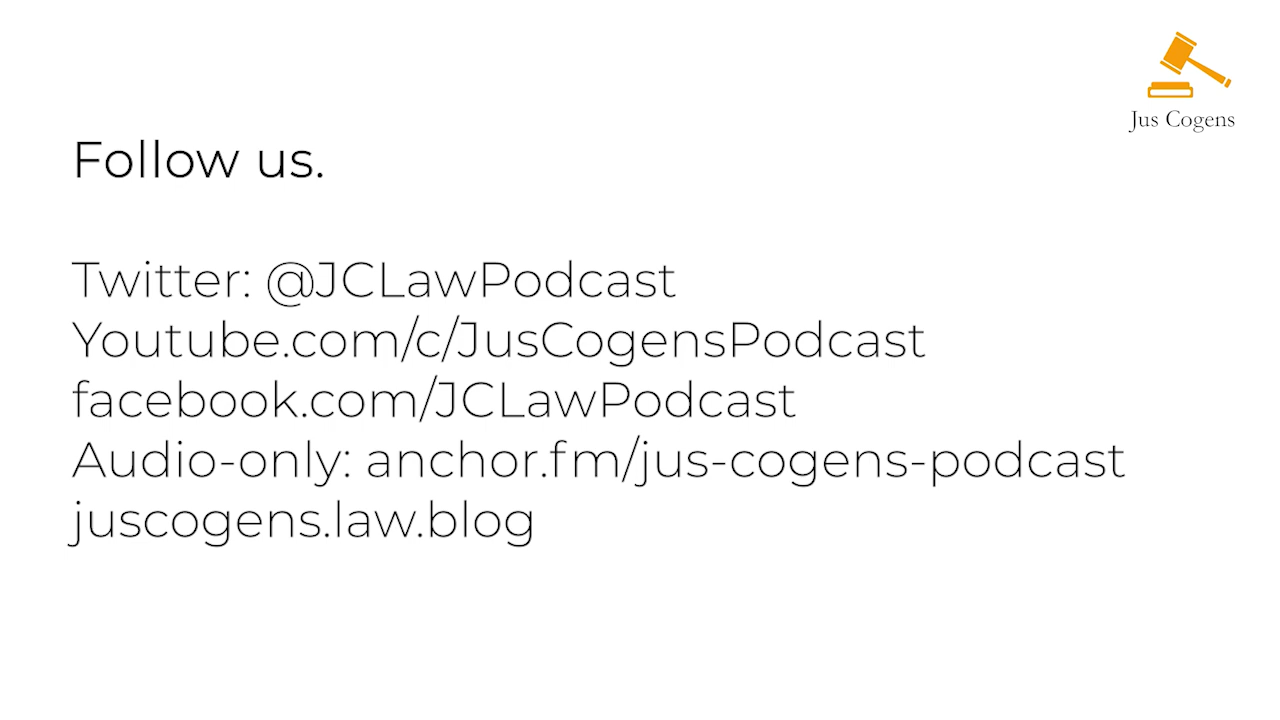 Jus Cogens
Follow us.
Twitter: @JCLawPodcast
Youtube.com/c/JusCogensPodcast
facebook.com/JCLawPodcast
Audio-only: anchor.fm/jus-cogens-podcast
juscogens.law.blog